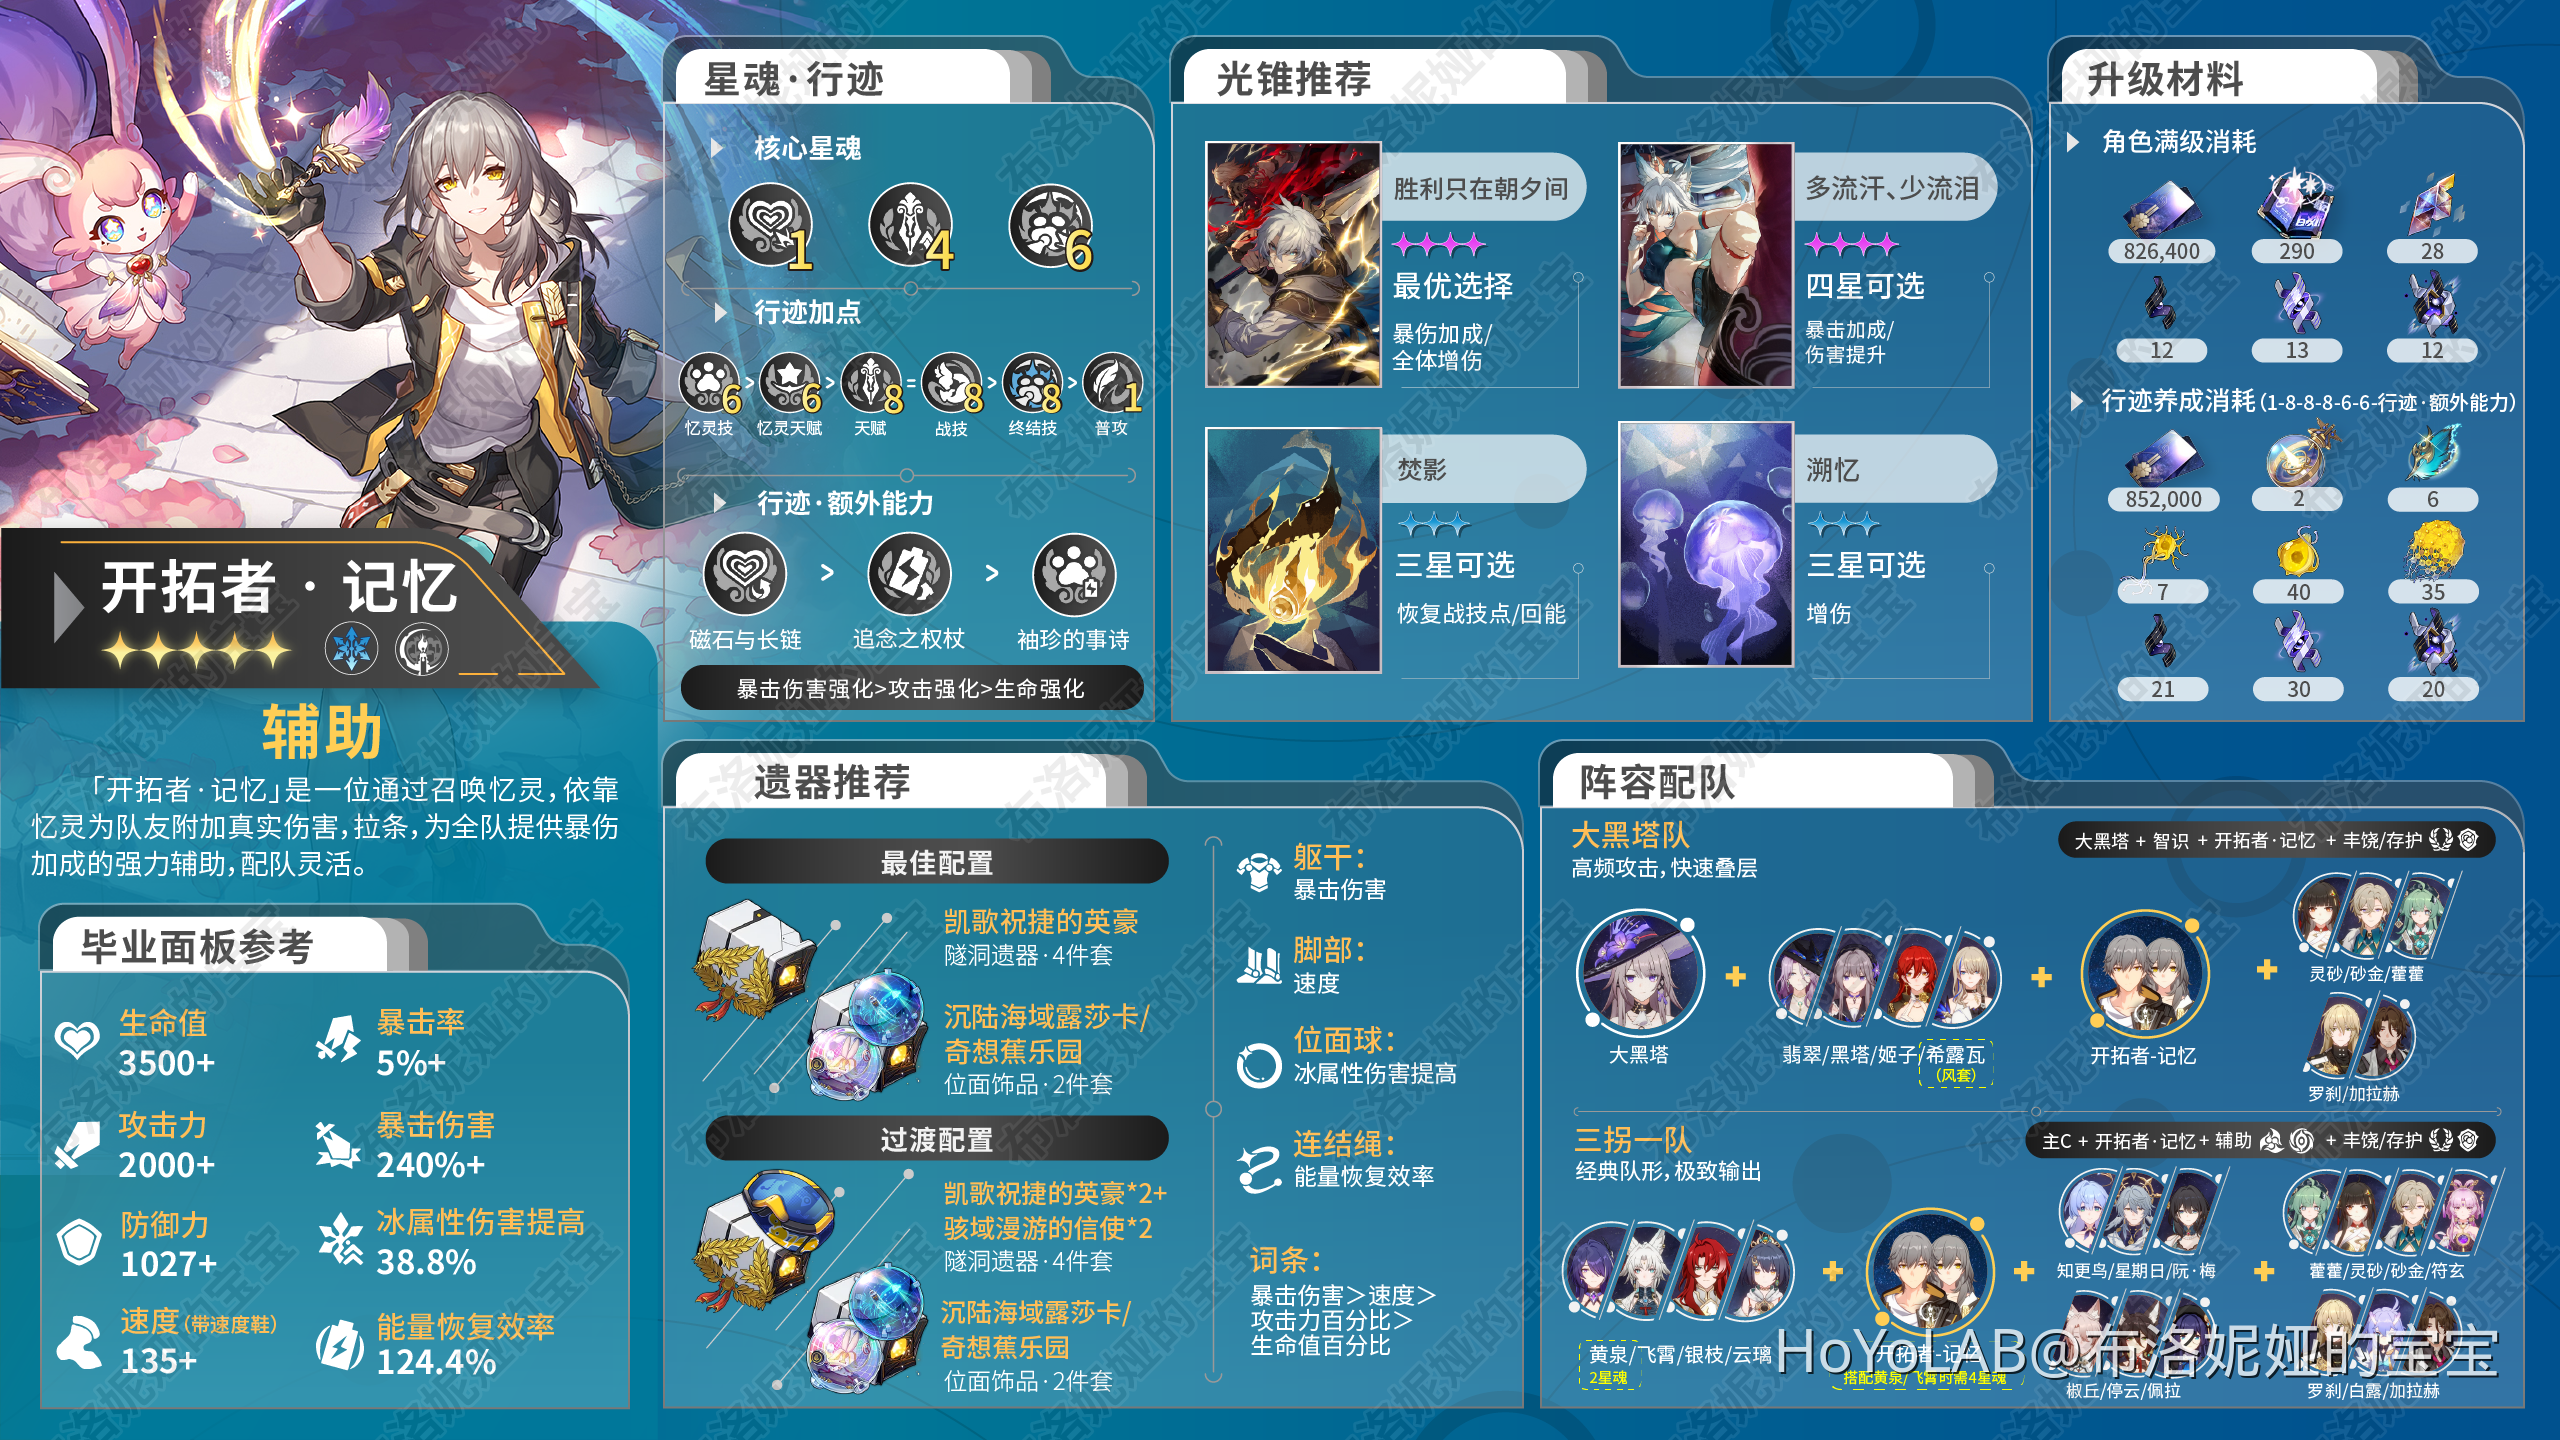 开拓者 · 记忆
辅助
「开拓者·记忆」是一位通过召唤忆灵,依靠
忆灵为队友附加真实伤害,拉条,为全队提供暴伤
加成的强力辅助,配队灵活。
毕业面板参考
生命值
3500+
暴击率
5%+
攻击力
2000+
暴击伤害
240%+
防御力
1027+
冰属性伤害提高
38.8%
速度(带速度鞋)
135+
能量恢复效率
124.4%
星魂·行迹
核心星魂
1
4
6
行迹加点
6 > 6 > 8 = 8 > 8 > 1
忆灵技 忆灵天赋 天赋 战技 终结技 普攻
行迹·额外能力
> >
磁石与长链 追念之权杖 袖珍的事诗
暴击伤害强化>攻击强化>生命强化
光锥推荐
胜利只在朝夕间
最优选择
暴伤加成/
全体增伤
多流汗、少流泪
四星可选
暴击加成/
伤害提升
焚影
三星可选
恢复战技点/回能
溯忆
三星可选
增伤
升级材料
角色满级消耗
826,400 290 28
12 13 12
行迹养成消耗(1-8-8-8-6-6-行迹·额外能力)
852,000 2 6
7 40 35
21 30 20
遗器推荐
最佳配置
凯歌祝捷的英豪
隧洞遗器·4件套
沉陆海域露莎卡/
奇想蕉乐园
位面饰品·2件套
过渡配置
凯歌祝捷的英豪*2+
骇域漫游的信使*2
隧洞遗器·4件套
沉陆海域露莎卡/
奇想蕉乐园
位面饰品·2件套
躯干:
暴击伤害
脚部:
速度
位面球:
冰属性伤害提高
连结绳:
能量恢复效率
词条:
暴击伤害＞速度＞
攻击力百分比＞
生命值百分比
阵容配队
大黑塔队
高频攻击,快速叠层
大黑塔 + 智识 + 开拓者·记忆 + 丰饶/存护
大黑塔
+
翡翠/黑塔/姬子/希露瓦
(风套)
+
开拓者-记忆
+
灵砂/砂金/藿藿
罗刹/加拉赫
三拐一队
经典队形,极致输出
主C + 开拓者·记忆 + 辅助 + 丰饶/存护
黄泉/飞霄/银枝/云璃
2星魂
+
开拓者-记忆
搭配黄泉/飞霄时需4星魂
+
知更鸟/星期日/阮·梅
椒丘/停云/佩拉
+
藿藿/灵砂/砂金/符玄
罗刹/白露/加拉赫
HoYoLAB@布洛妮娅的宝宝